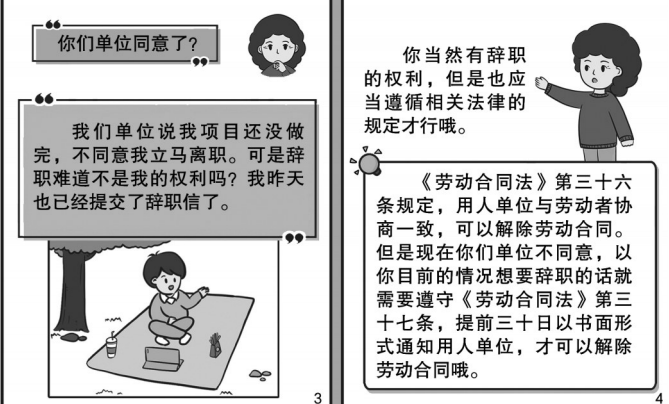 你们单位同意了？
我们单位说我项目还没做
完，不同意我立马离职。可是辞
职难道不是我的权利吗？我昨天
也已经提交了辞职信了。
3
你当然有辞职
的权利，但是也应
当遵循相关法律的
规定才行哦。
《劳动合同法》第三十六
条规定，用人单位与劳动者协
商一致，可以解除劳动合同。
但是现在你们单位不同意，以
你目前的情况想要辞职的话就
需要遵守《劳动合同法》第三
十七条，提前三十日以书面形
式通知用人单位，才可以解除
劳动合同哦。
4